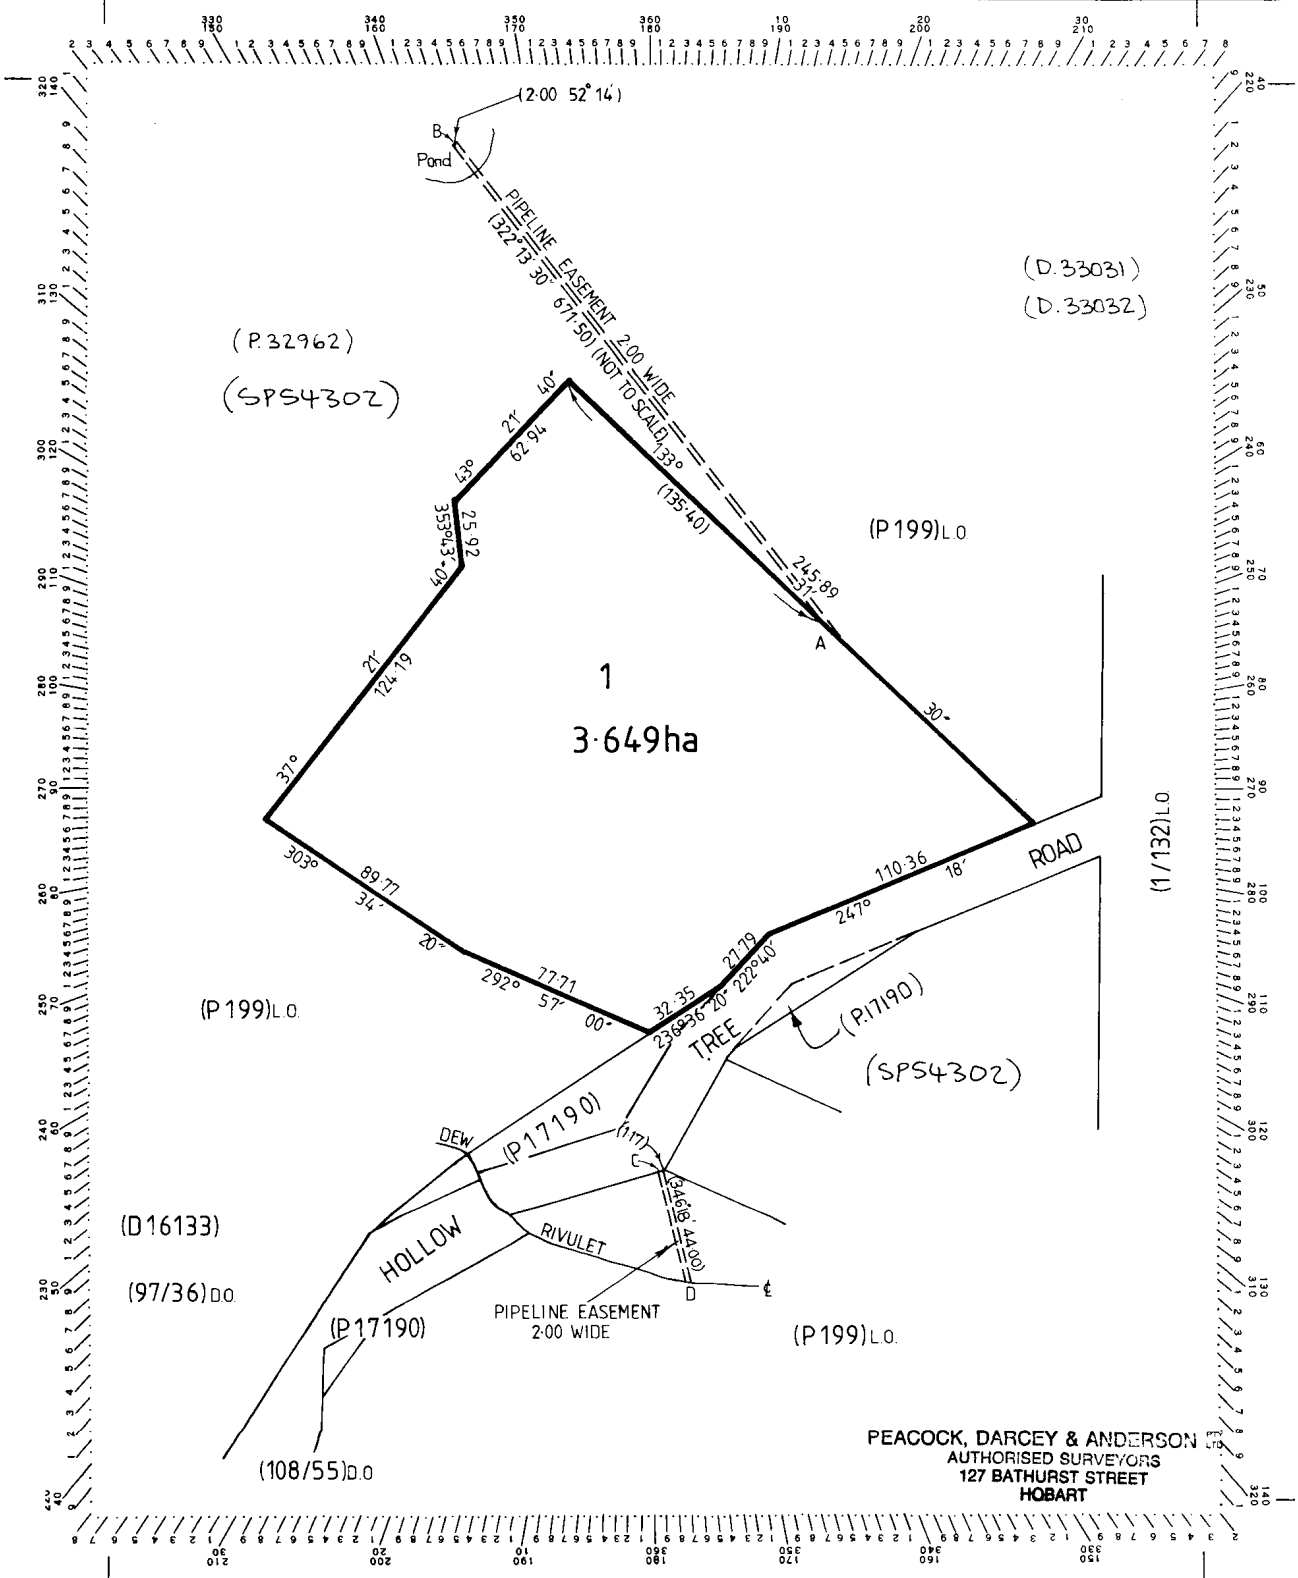 (2·00 52°14')
B
Pond
PIPELINE EASEMENT 2·00 WIDE
(322°13'30" 671·50) (NOT TO SCALE)
(D.33031)
(D.33032)
(P.32962)
(SP54302)
43° 21' 40"
62·94
133° 31' 30"
(135·40)
245·89
(P199) L.O.
353°43'40"
25·92
A
37° 21'
124·19
1
3·649ha
303° 34' 20"
89·77
110·36
247° 18'
ROAD
(1/132) L.O.
292° 57' 00"
77·71
27·79
222°40'
32·35
236°36'20"
TREE
(P199) L.O.
(P.17190)
(SP54302)
(P17190)
DEW
(117)
C
(346°18' 44·00)
(D16133)
HOLLOW
RIVULET
(97/36) D.O.
D
℄
PIPELINE EASEMENT
2·00 WIDE
(P17190)
(P199) L.O.
(108/55) D.O
PEACOCK, DARCEY & ANDERSON PTY LTD
AUTHORISED SURVEYORS
127 BATHURST STREET
HOBART